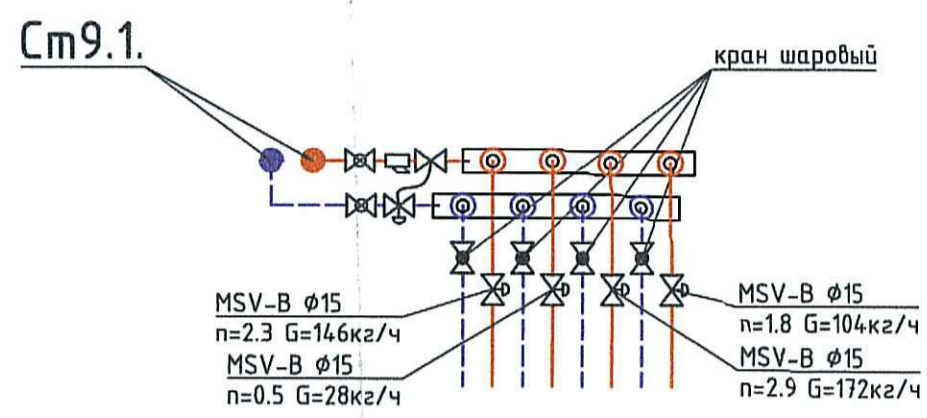 Ст9.1.
кран шаровый
MSV-B Ø15
n=2.3 G=146кг/ч
MSV-B Ø15
n=0.5 G=28кг/ч
MSV-B Ø15
n=1.8 G=104кг/ч
MSV-B Ø15
n=2.9 G=172кг/ч